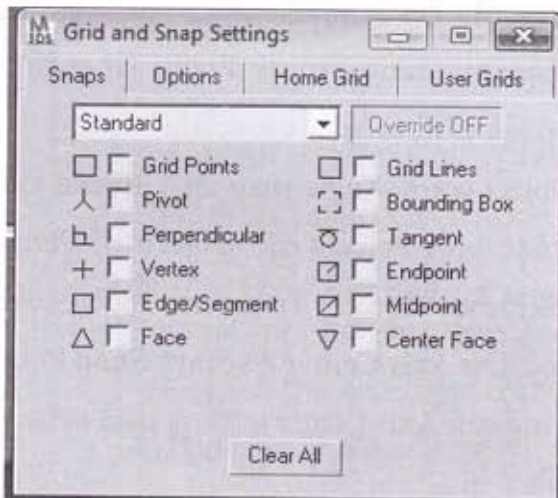 Grid and Snap Settings
Snaps Options Home Grid User Grids
Standard Override OFF
Grid Points Grid Lines
Pivot Bounding Box
Perpendicular Tangent
Vertex Endpoint
Edge/Segment Midpoint
Face Center Face
Clear All